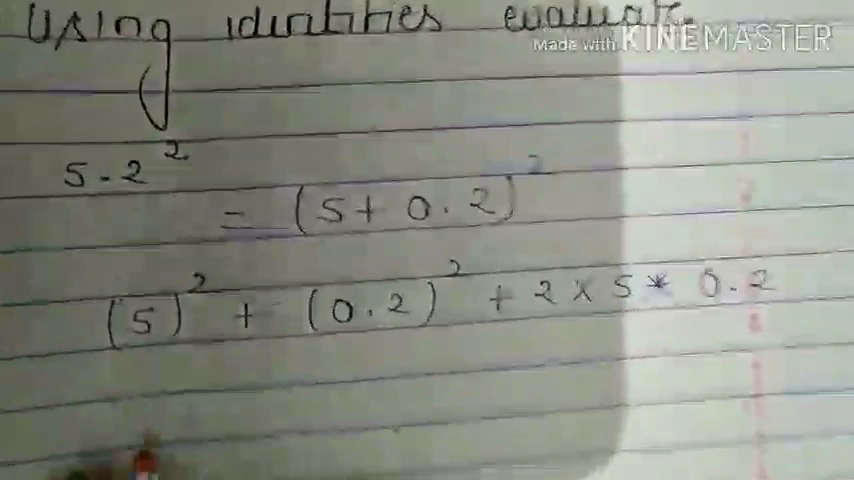 Using identities evaluate.
Made with KINEMASTER
5.2²
= (5+ 0.2)²
(5)² + (0.2)² + 2 × 5 * 0.2